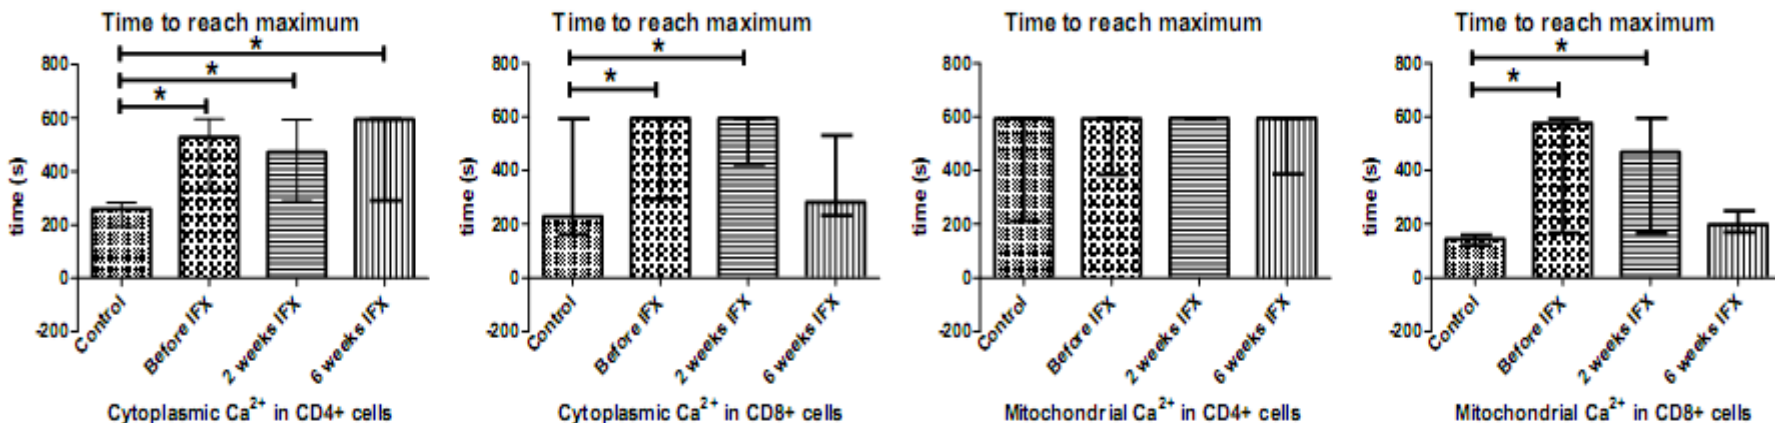 Time to reach maximum
*
*
*
800
600
400
200
0
-200
time (s)
Control
Before IFX
2 weeks IFX
6 weeks IFX
Cytoplasmic Ca²⁺ in CD4+ cells
Time to reach maximum
*
*
800
600
400
200
0
-200
time (s)
Control
Before IFX
2 weeks IFX
6 weeks IFX
Cytoplasmic Ca²⁺ in CD8+ cells
Time to reach maximum
800
600
400
200
0
-200
time (s)
Control
Before IFX
2 weeks IFX
6 weeks IFX
Mitochondrial Ca²⁺ in CD4+ cells
Time to reach maximum
*
*
800
600
400
200
0
-200
time (s)
Control
Before IFX
2 weeks IFX
6 weeks IFX
Mitochondrial Ca²⁺ in CD8+ cells